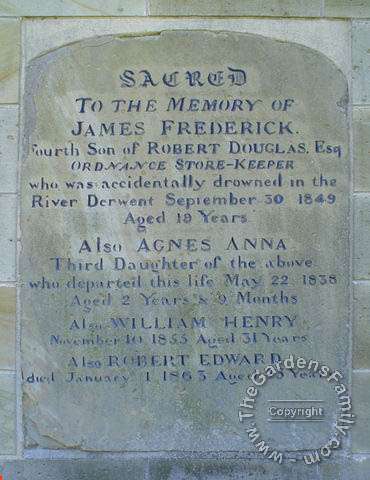 SACRED
TO THE MEMORY OF
JAMES FREDERICK.
Fourth Son of ROBERT DOUGLAS, Esq
ORDNANCE STORE-KEEPER
who was accidentally drowned in the
River Derwent September 30 1849
Aged 19 Years
Also AGNES ANNA
Third Daughter of the above
who departed this life May 22 1838
Aged 2 Years & 9 Months
Also WILLIAM HENRY
November 10 1855 Aged 31 Years
Also ROBERT EDWARD
died January 1 1863 Aged Years
www.TheGardensFamily.com
Copyright